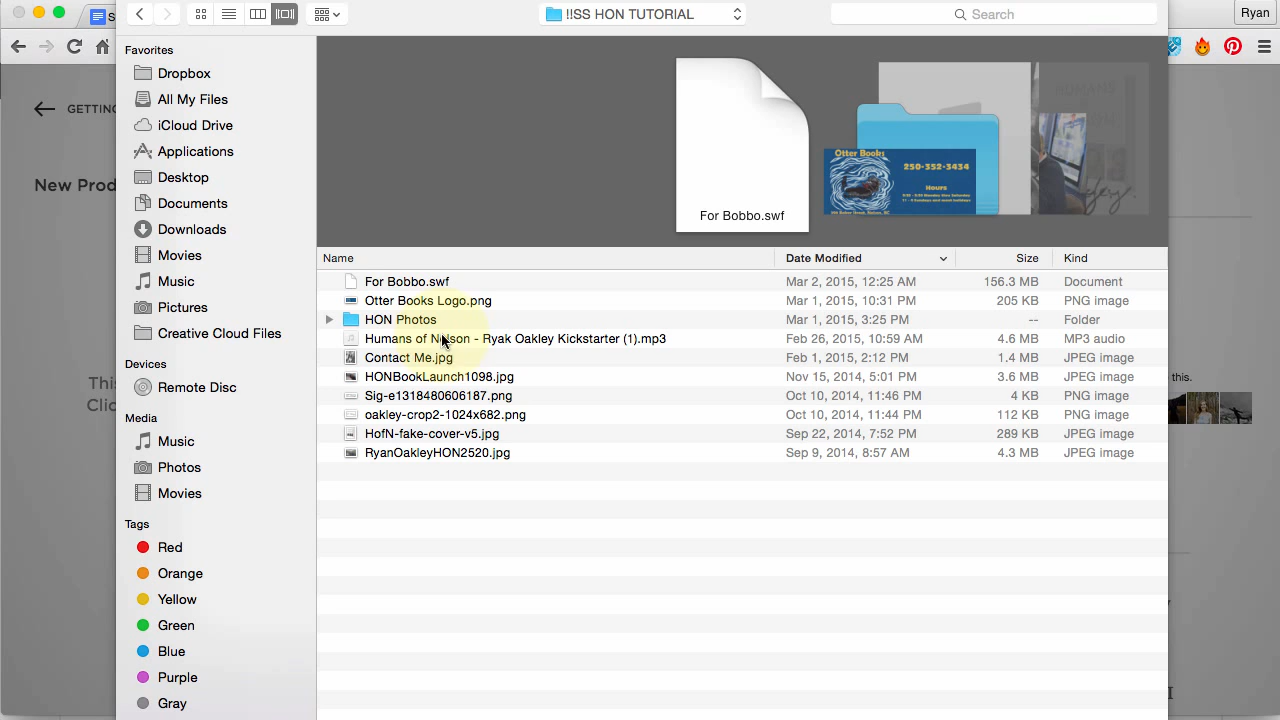 Ryan
!!SS HON TUTORIAL
Search
GETTING
New Prod
This
Clic
this.
Favorites
Dropbox
All My Files
iCloud Drive
Applications
Desktop
Documents
Downloads
Movies
Music
Pictures
Creative Cloud Files
Devices
Remote Disc
Media
Music
Photos
Movies
Tags
Red
Orange
Yellow
Green
Blue
Purple
Gray
For Bobbo.swf
Otter Books
250-352-3434
Hours
HUMANS
Name Date Modified Size Kind
For Bobbo.swf Mar 2, 2015, 12:25 AM 156.3 MB Document
Otter Books Logo.png Mar 1, 2015, 10:31 PM 205 KB PNG image
HON Photos Mar 1, 2015, 3:25 PM -- Folder
Humans of Nelson - Ryak Oakley Kickstarter (1).mp3 Feb 26, 2015, 10:59 AM 4.6 MB MP3 audio
Contact Me.jpg Feb 1, 2015, 2:12 PM 1.4 MB JPEG image
HONBookLaunch1098.jpg Nov 15, 2014, 5:01 PM 3.6 MB JPEG image
Sig-e1318480606187.png Oct 10, 2014, 11:46 PM 4 KB PNG image
oakley-crop2-1024x682.png Oct 10, 2014, 11:44 PM 112 KB PNG image
HofN-fake-cover-v5.jpg Sep 22, 2014, 7:52 PM 289 KB JPEG image
RyanOakleyHON2520.jpg Sep 9, 2014, 8:57 AM 4.3 MB JPEG image